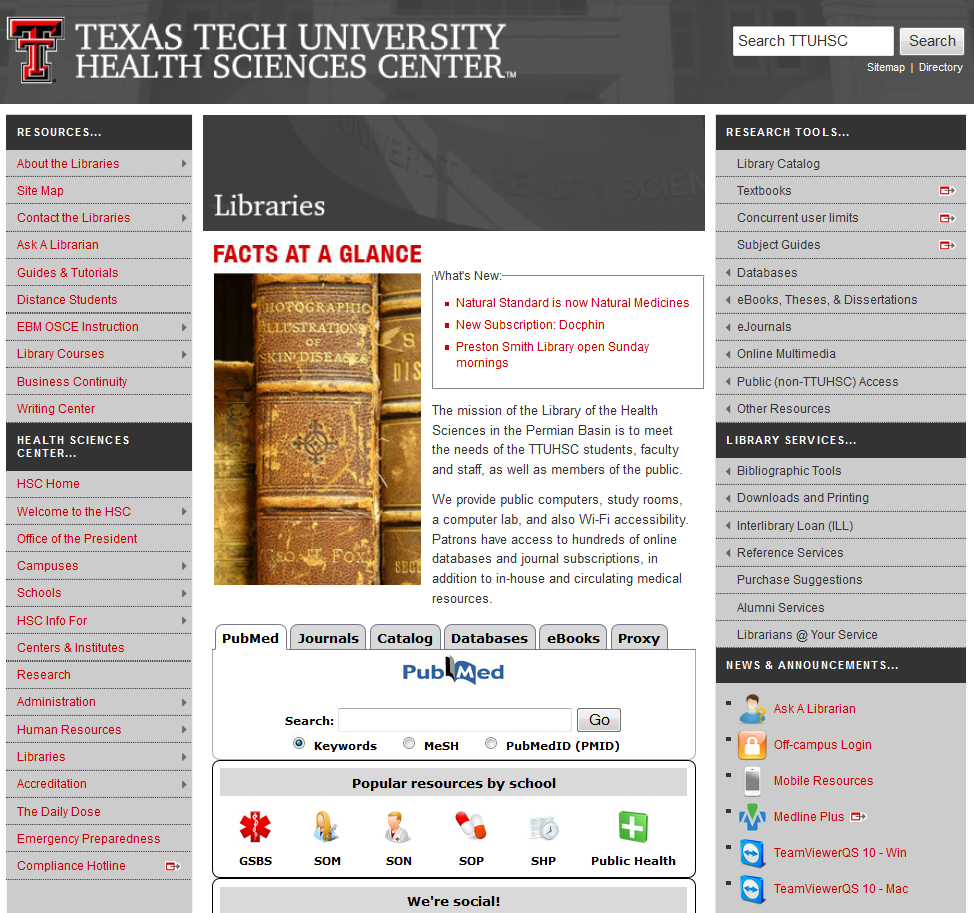 TEXAS TECH UNIVERSITY
HEALTH SCIENCES CENTER™
Search TTUHSC
Search
Sitemap | Directory
RESOURCES...
About the Libraries
Site Map
Contact the Libraries
Ask A Librarian
Guides & Tutorials
Distance Students
EBM OSCE Instruction
Library Courses
Business Continuity
Writing Center
HEALTH SCIENCES
CENTER...
HSC Home
Welcome to the HSC
Office of the President
Campuses
Schools
HSC Info For
Centers & Institutes
Research
Administration
Human Resources
Libraries
Accreditation
The Daily Dose
Emergency Preparedness
Compliance Hotline
Libraries
FACTS AT A GLANCE
PHOTOGRAPHIC
ILLUSTRATIONS
OF
SKIN DISEASES
GEO. H. FOX
What's New:
Natural Standard is now Natural Medicines
New Subscription: Docphin
Preston Smith Library open Sunday
mornings
The mission of the Library of the Health
Sciences in the Permian Basin is to meet
the needs of the TTUHSC students, faculty
and staff, as well as members of the public.
We provide public computers, study rooms,
a computer lab, and also Wi-Fi accessibility.
Patrons have access to hundreds of online
databases and journal subscriptions, in
addition to in-house and circulating medical
resources.
PubMed Journals Catalog Databases eBooks Proxy
PubMed
Search: Go
Keywords MeSH PubMedID (PMID)
Popular resources by school
GSBS SOM SON SOP SHP Public Health
We're social!
RESEARCH TOOLS...
Library Catalog
Textbooks
Concurrent user limits
Subject Guides
Databases
eBooks, Theses, & Dissertations
eJournals
Online Multimedia
Public (non-TTUHSC) Access
Other Resources
LIBRARY SERVICES...
Bibliographic Tools
Downloads and Printing
Interlibrary Loan (ILL)
Reference Services
Purchase Suggestions
Alumni Services
Librarians @ Your Service
NEWS & ANNOUNCEMENTS...
Ask A Librarian
Off-campus Login
Mobile Resources
Medline Plus
TeamViewerQS 10 - Win
TeamViewerQS 10 - Mac